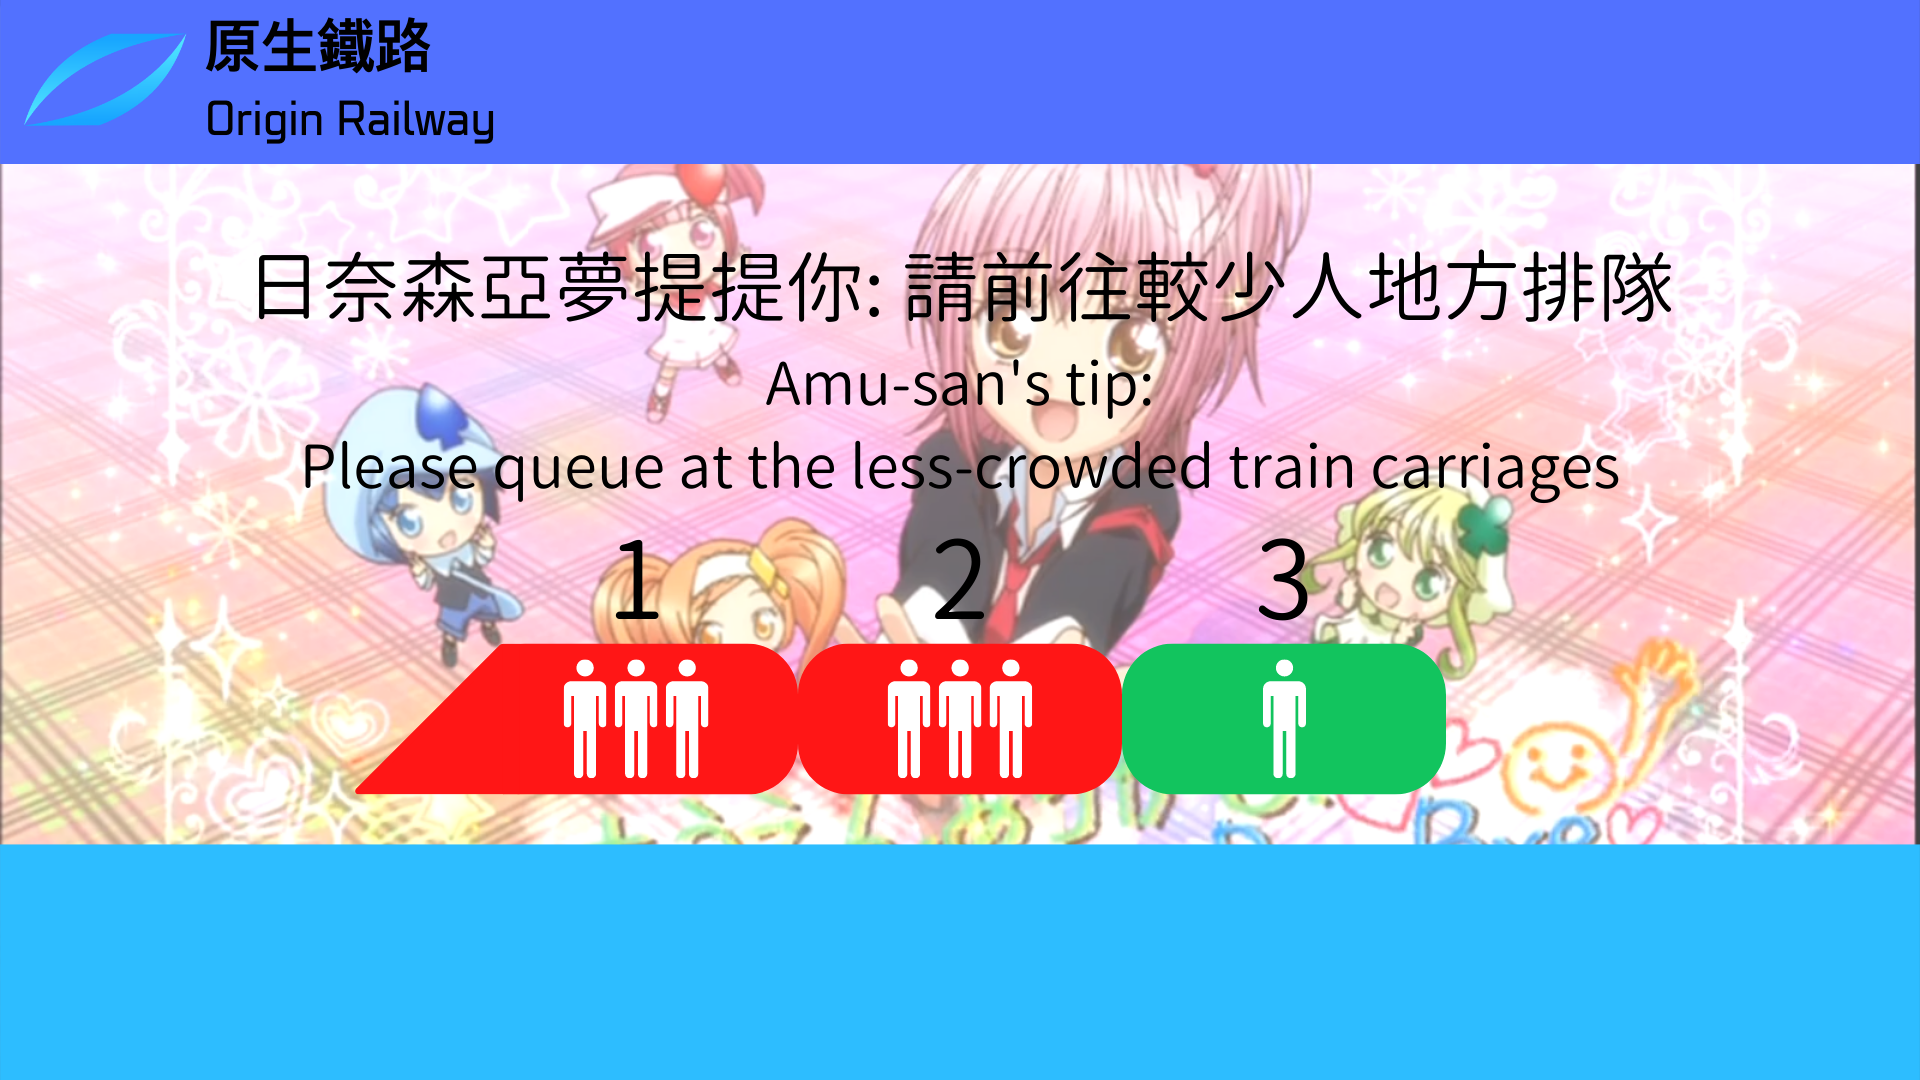 原生鐵路
Origin Railway
日奈森亞夢提提你: 請前往較少人地方排隊
Amu-san's tip:
Please queue at the less-crowded train carriages
1 2 3